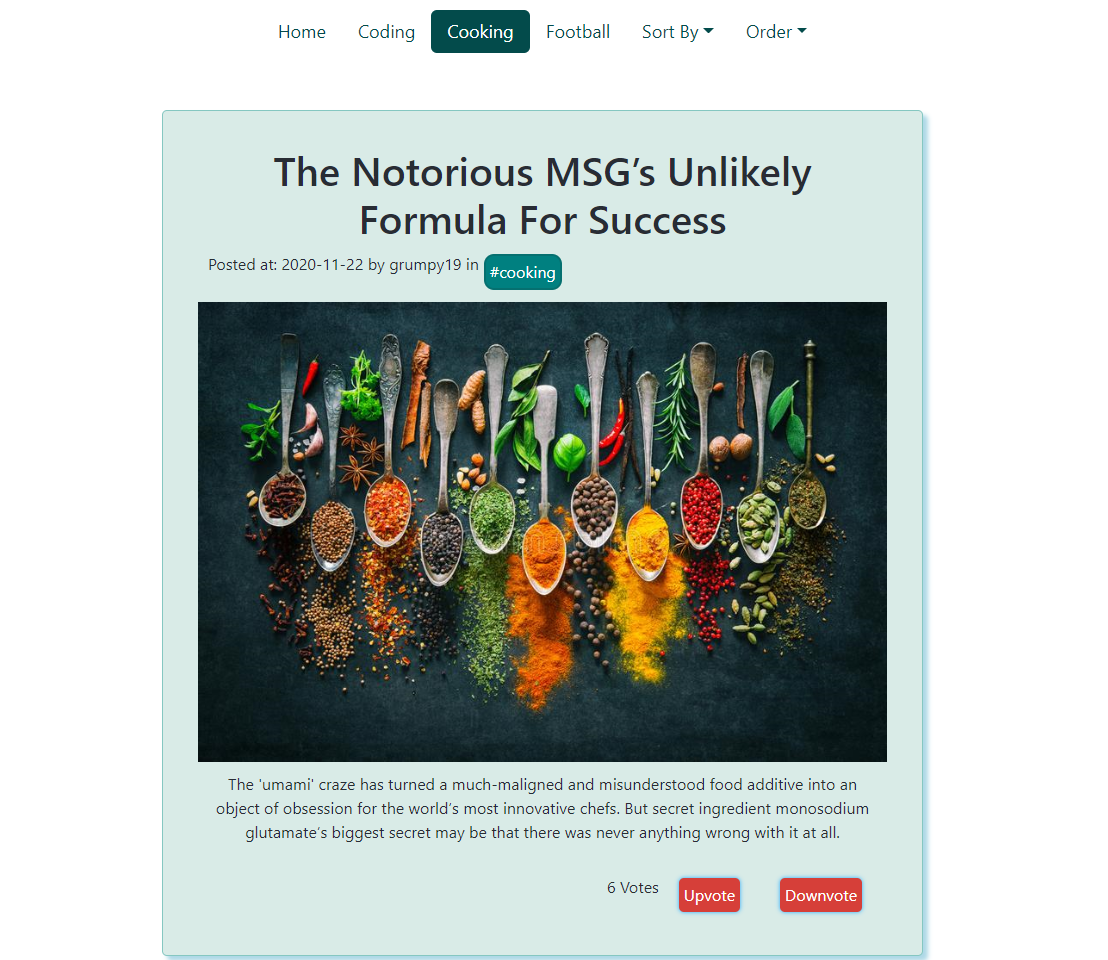 Home Coding Cooking Football Sort By Order
The Notorious MSG’s Unlikely
Formula For Success
Posted at: 2020-11-22 by grumpy19 in #cooking
The 'umami' craze has turned a much-maligned and misunderstood food additive into an
object of obsession for the world’s most innovative chefs. But secret ingredient monosodium
glutamate’s biggest secret may be that there was never anything wrong with it at all.
6 Votes Upvote Downvote